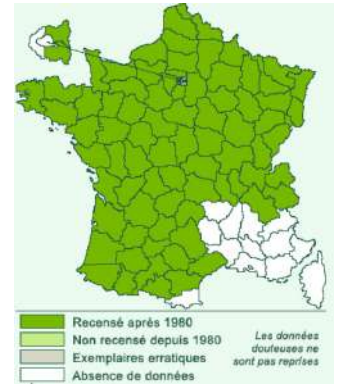 Recensé après 1980
Non recensé depuis 1980
Exemplaires erratiques
Absence de données
Les données
douteuses ne
sont pas reprises